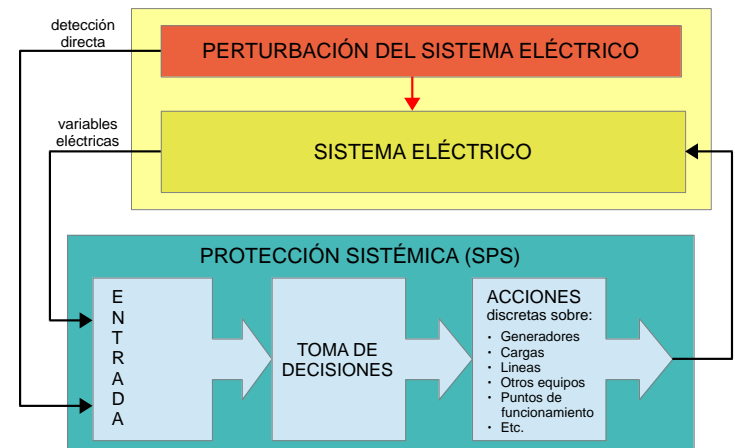 detección
directa
PERTURBACIÓN DEL SISTEMA ELÉCTRICO
variables
eléctricas
SISTEMA ELÉCTRICO
PROTECCIÓN SISTÉMICA (SPS)
E
N
T
R
A
D
A
TOMA DE
DECISIONES
ACCIONES
discretas sobre:
· Generadores
· Cargas
· Lineas
· Otros equipos
· Puntos de
funcionamiento
· Etc.